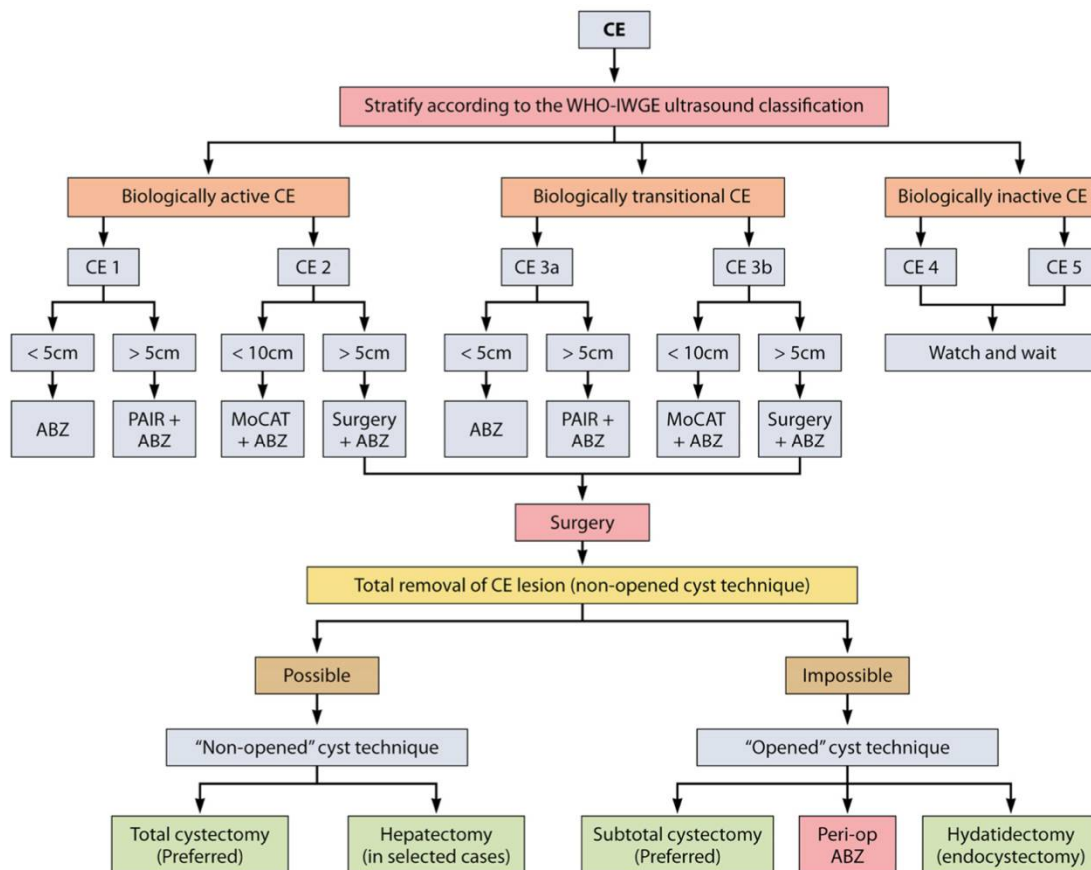 CE
Stratify according to the WHO-IWGE ultrasound classification
Biologically active CE
Biologically transitional CE
Biologically inactive CE
CE 1
CE 2
CE 3a
CE 3b
CE 4
CE 5
< 5cm
> 5cm
< 10cm
> 5cm
< 5cm
> 5cm
< 10cm
> 5cm
Watch and wait
ABZ
PAIR +
ABZ
MoCAT
+ ABZ
Surgery
+ ABZ
ABZ
PAIR +
ABZ
MoCAT
+ ABZ
Surgery
+ ABZ
Surgery
Total removal of CE lesion (non-opened cyst technique)
Possible
Impossible
“Non-opened” cyst technique
“Opened” cyst technique
Total cystectomy
(Preferred)
Hepatectomy
(in selected cases)
Subtotal cystectomy
(Preferred)
Peri-op
ABZ
Hydatidectomy
(endocystectomy)